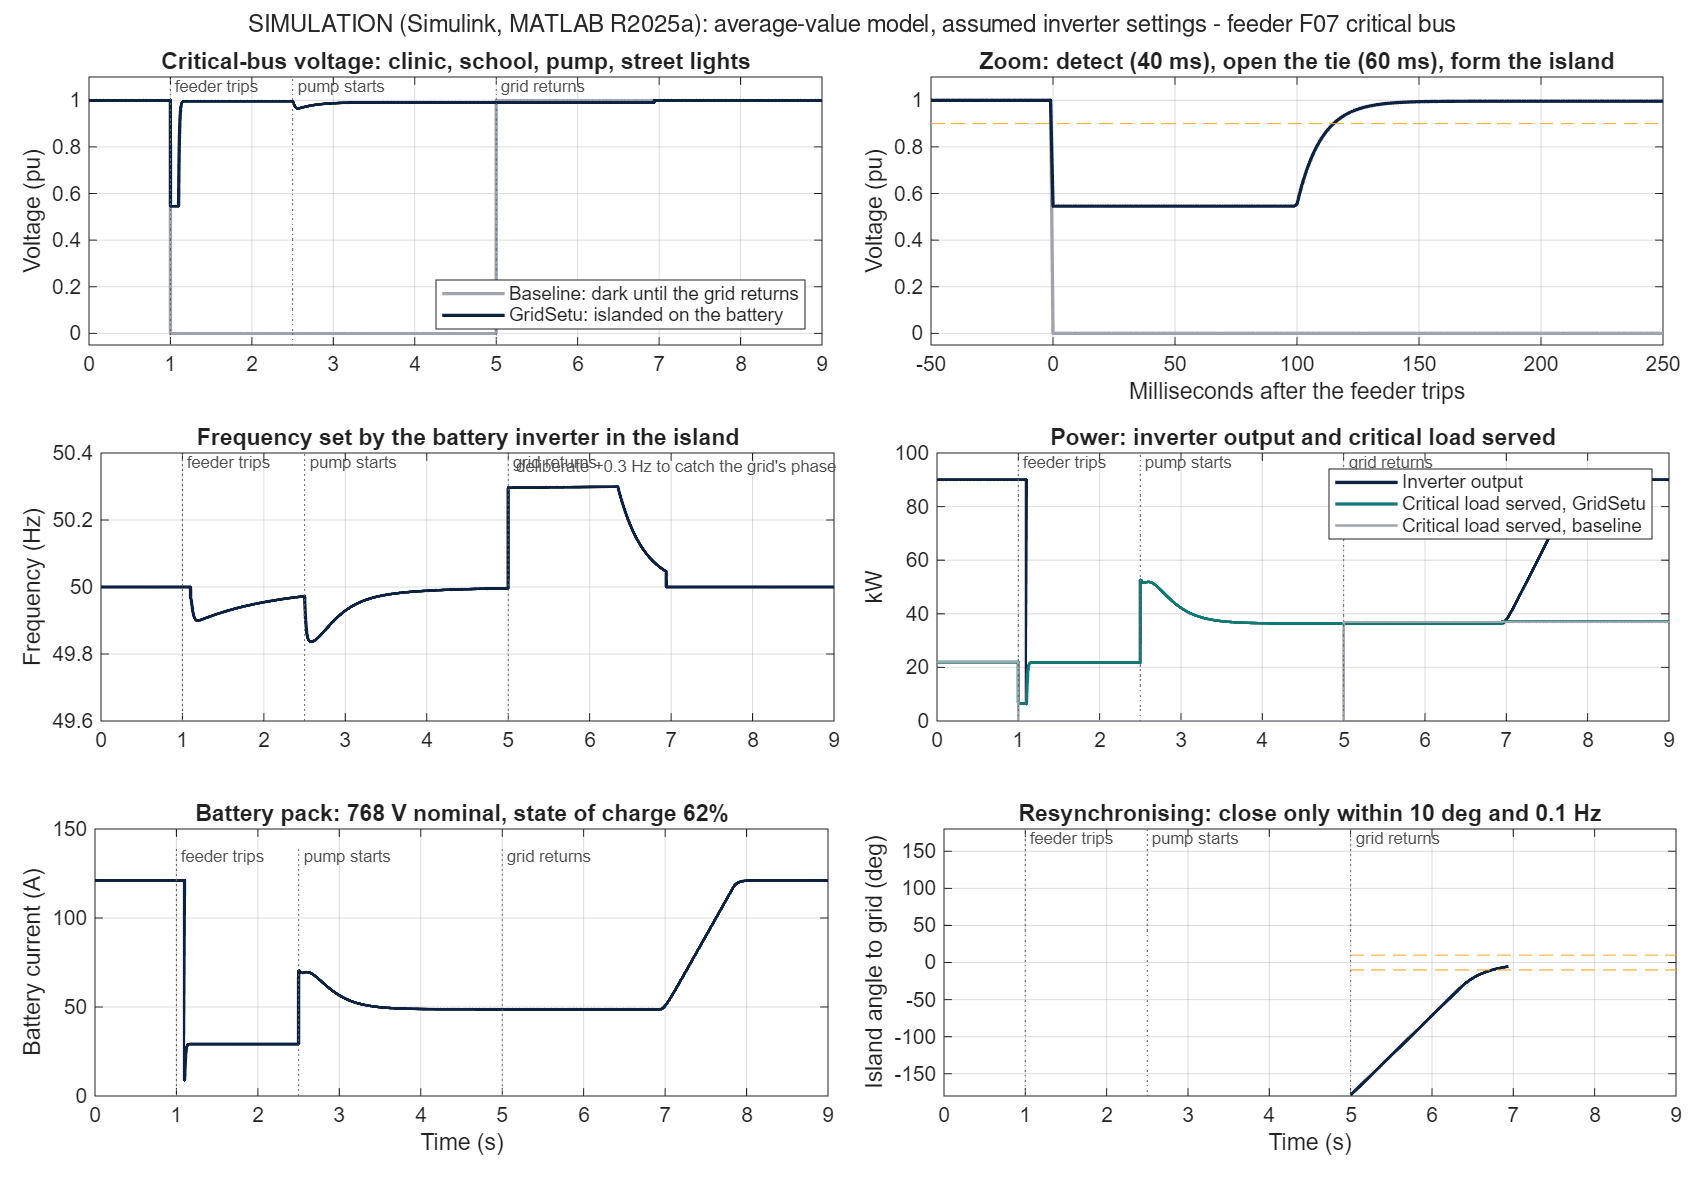 SIMULATION (Simulink, MATLAB R2025a): average-value model, assumed inverter settings - feeder F07 critical bus
Critical-bus voltage: clinic, school, pump, street lights
feeder trips
pump starts
grid returns
Voltage (pu)
1
0.8
0.6
0.4
0.2
0
Baseline: dark until the grid returns
GridSetu: islanded on the battery
0 1 2 3 4 5 6 7 8 9
Zoom: detect (40 ms), open the tie (60 ms), form the island
Voltage (pu)
1
0.8
0.6
0.4
0.2
0
-50 0 50 100 150 200 250
Milliseconds after the feeder trips
Frequency set by the battery inverter in the island
feeder trips
pump starts
grid returns
deliberate +0.3 Hz to catch the grid's phase
Frequency (Hz)
50.4
50.2
50
49.8
49.6
0 1 2 3 4 5 6 7 8 9
Power: inverter output and critical load served
feeder trips
pump starts
grid returns
Inverter output
Critical load served, GridSetu
Critical load served, baseline
kW
100
80
60
40
20
0
0 1 2 3 4 5 6 7 8 9
Battery pack: 768 V nominal, state of charge 62%
feeder trips
pump starts
grid returns
Battery current (A)
150
100
50
0
0 1 2 3 4 5 6 7 8 9
Time (s)
Resynchronising: close only within 10 deg and 0.1 Hz
feeder trips
pump starts
grid returns
Island angle to grid (deg)
150
100
50
0
-50
-100
-150
0 1 2 3 4 5 6 7 8 9
Time (s)